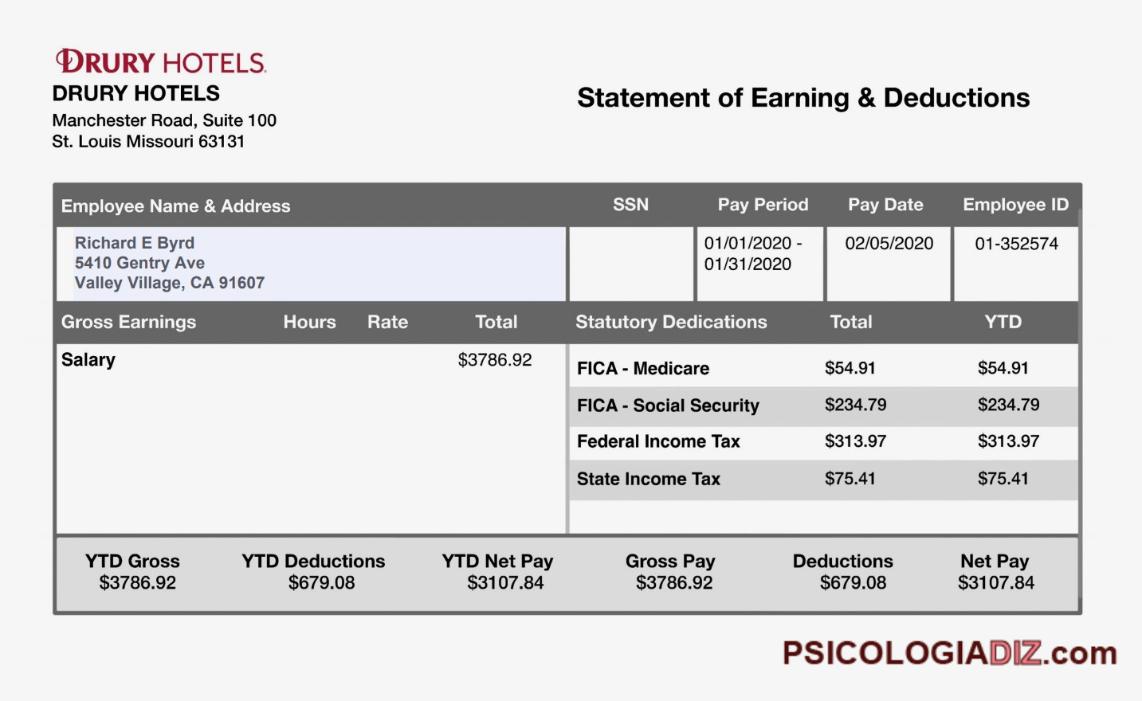 DRURY HOTELS.
DRURY HOTELS
Manchester Road, Suite 100
St. Louis Missouri 63131
Statement of Earning & Deductions
Employee Name & Address SSN Pay Period Pay Date Employee ID
Richard E Byrd
5410 Gentry Ave
Valley Village, CA 91607
01/01/2020 -
01/31/2020
02/05/2020
01-352574
Gross Earnings Hours Rate Total Statutory Dedications Total YTD
Salary $3786.92
FICA - Medicare $54.91 $54.91
FICA - Social Security $234.79 $234.79
Federal Income Tax $313.97 $313.97
State Income Tax $75.41 $75.41
YTD Gross YTD Deductions YTD Net Pay Gross Pay Deductions Net Pay
$3786.92 $679.08 $3107.84 $3786.92 $679.08 $3107.84
PSICOLOGIADIZ.com